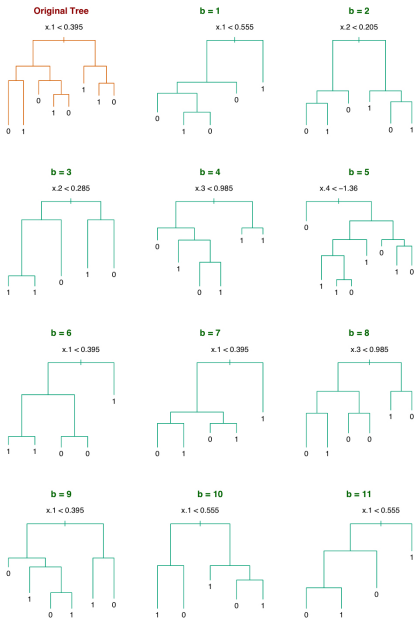 Original Tree
b = 1
b = 2
x.1 < 0.395
x.1 < 0.555
x.2 < 0.205
0 1 0 1 0 1 1 0
0 1 0 0 1
0 1 0 1 0 1
b = 3
b = 4
b = 5
x.2 < 0.285
x.3 < 0.985
x.4 < −1.36
1 1 0 1 0
0 1 0 1 1 1
0 1 1 0 1 0 1 0
b = 6
b = 7
b = 8
x.1 < 0.395
x.1 < 0.395
x.3 < 0.985
1 1 0 0 1
0 1 0 1 1
0 1 0 0 1 0
b = 9
b = 10
b = 11
x.1 < 0.395
x.1 < 0.555
x.1 < 0.555
0 1 0 1 1 0
1 0 1 0 1
0 1 0 1